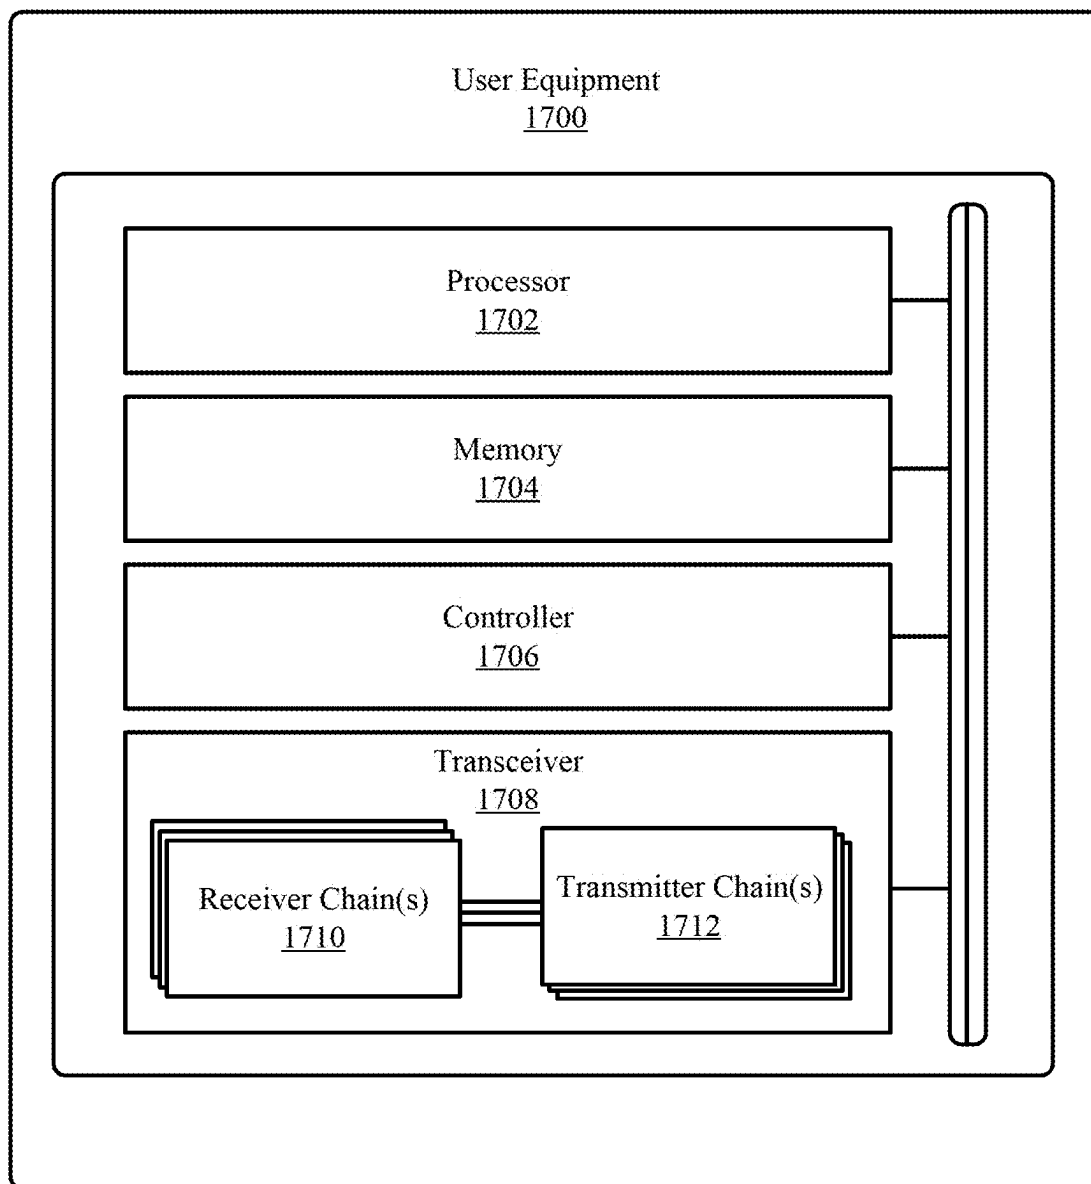 User Equipment
1700
Processor
1702
Memory
1704
Controller
1706
Transceiver
1708
Receiver Chain(s)
1710
Transmitter Chain(s)
1712